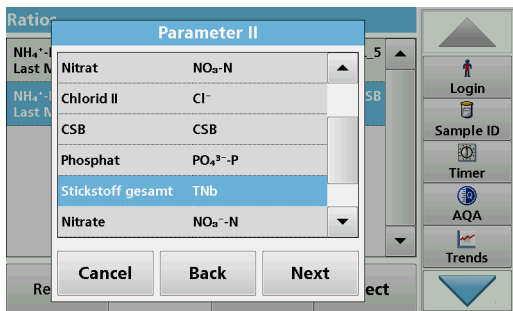 Ratios
Parameter II
NH₄⁺-
_5
Last
Nitrat NO₃-N
NH₄⁺-
SB
Last
Chlorid II Cl⁻
CSB CSB
Phosphat PO₄³⁻-P
Stickstoff gesamt TNb
Nitrate NO₃⁻-N
Cancel Back Next
Re
ect
Login
Sample ID
Timer
AQA
Trends